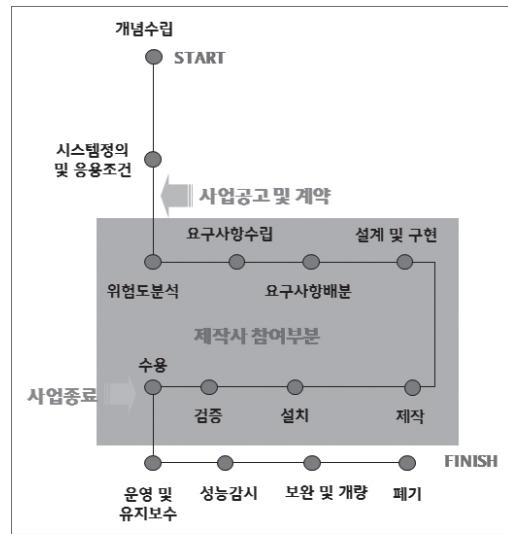 개념수립
START
시스템정의
및 응용조건
사업공고 및 계약
요구사항수립
설계 및 구현
위험도분석
요구사항배분
제작사 참여부분
수용
사업종료
검증
설치
제작
FINISH
운영 및
유지보수
성능감시
보완 및 개량
폐기